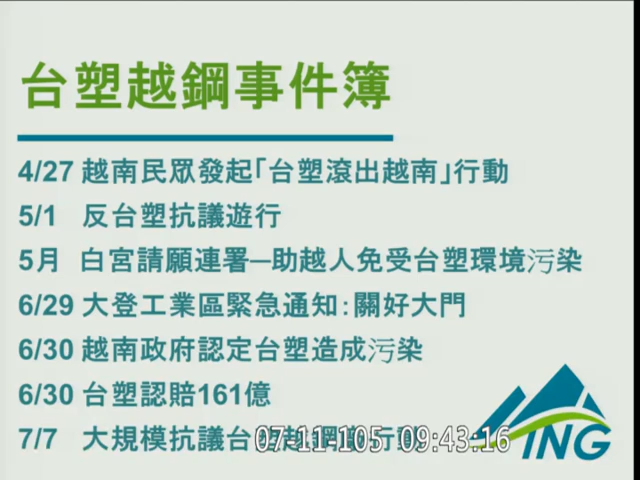 台塑越鋼事件簿
4/27 越南民眾發起「台塑滾出越南」行動
5/1 反台塑抗議遊行
5月 白宮請願連署─助越人免受台塑環境污染
6/29 大登工業區緊急通知：關好大門
6/30 越南政府認定台塑造成污染
6/30 台塑認賠161億
7/7 大規模抗議台
07-11-105 09:43:16
ING